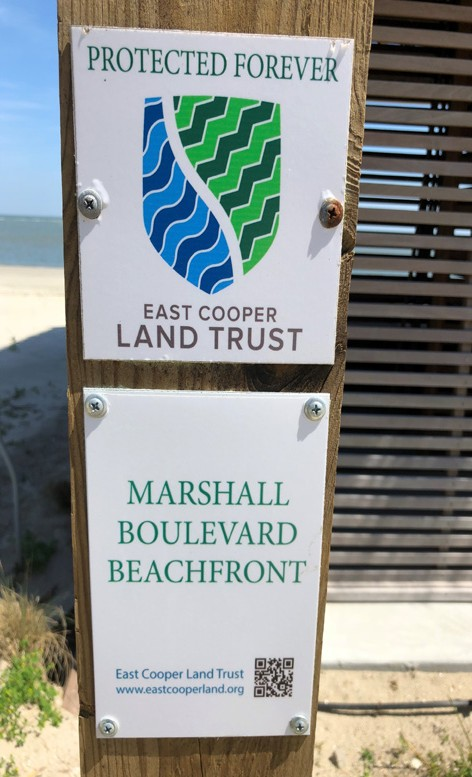 PROTECTED FOREVER
EAST COOPER
LAND TRUST
MARSHALL
BOULEVARD
BEACHFRONT
East Cooper Land Trust
www.eastcooperland.org